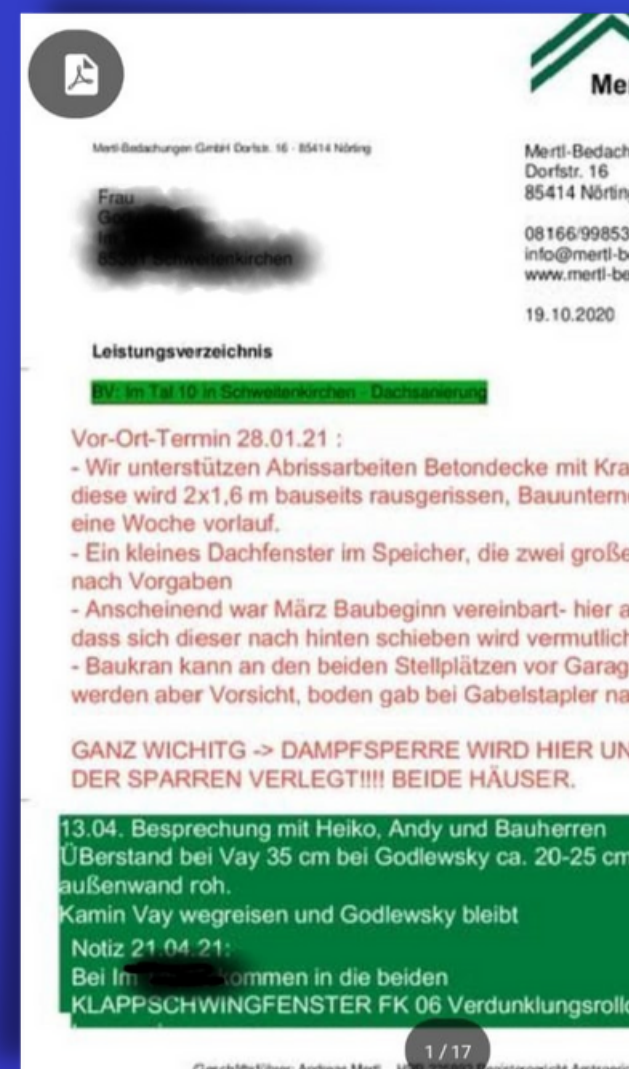 Mer
Mertl-Bedachungen GmbH Dorfstr. 16 - 85414 Nörting
Mertl-Bedach
Dorfstr. 16
85414 Nörting
08166/99853
info@mertl-be
www.mertl-be
19.10.2020
Frau
Schweitenkirchen
Leistungsverzeichnis
BV: Im Tal 10 in Schweitenkirchen - Dachsanierung
Vor-Ort-Termin 28.01.21 :
- Wir unterstützen Abrissarbeiten Betondecke mit Kra
diese wird 2x1,6 m bauseits rausgerissen, Bauunterne
eine Woche vorlauf.
- Ein kleines Dachfenster im Speicher, die zwei große
nach Vorgaben
- Anscheinend war März Baubeginn vereinbart- hier a
dass sich dieser nach hinten schieben wird vermutlich
- Baukran kann an den beiden Stellplätzen vor Garag
werden aber Vorsicht, boden gab bei Gabelstapler na
GANZ WICHITG -> DAMPFSPERRE WIRD HIER UN
DER SPARREN VERLEGT!!!! BEIDE HÄUSER.
13.04. Besprechung mit Heiko, Andy und Bauherren
ÜBerstand bei Vay 35 cm bei Godlewsky ca. 20-25 cm
außenwand roh.
Kamin Vay wegreisen und Godlewsky bleibt
Notiz 21.04.21:
Bei Im kommen in die beiden
KLAPPSCHWINGFENSTER FK 06 Verdunklungsrollo
1 / 17